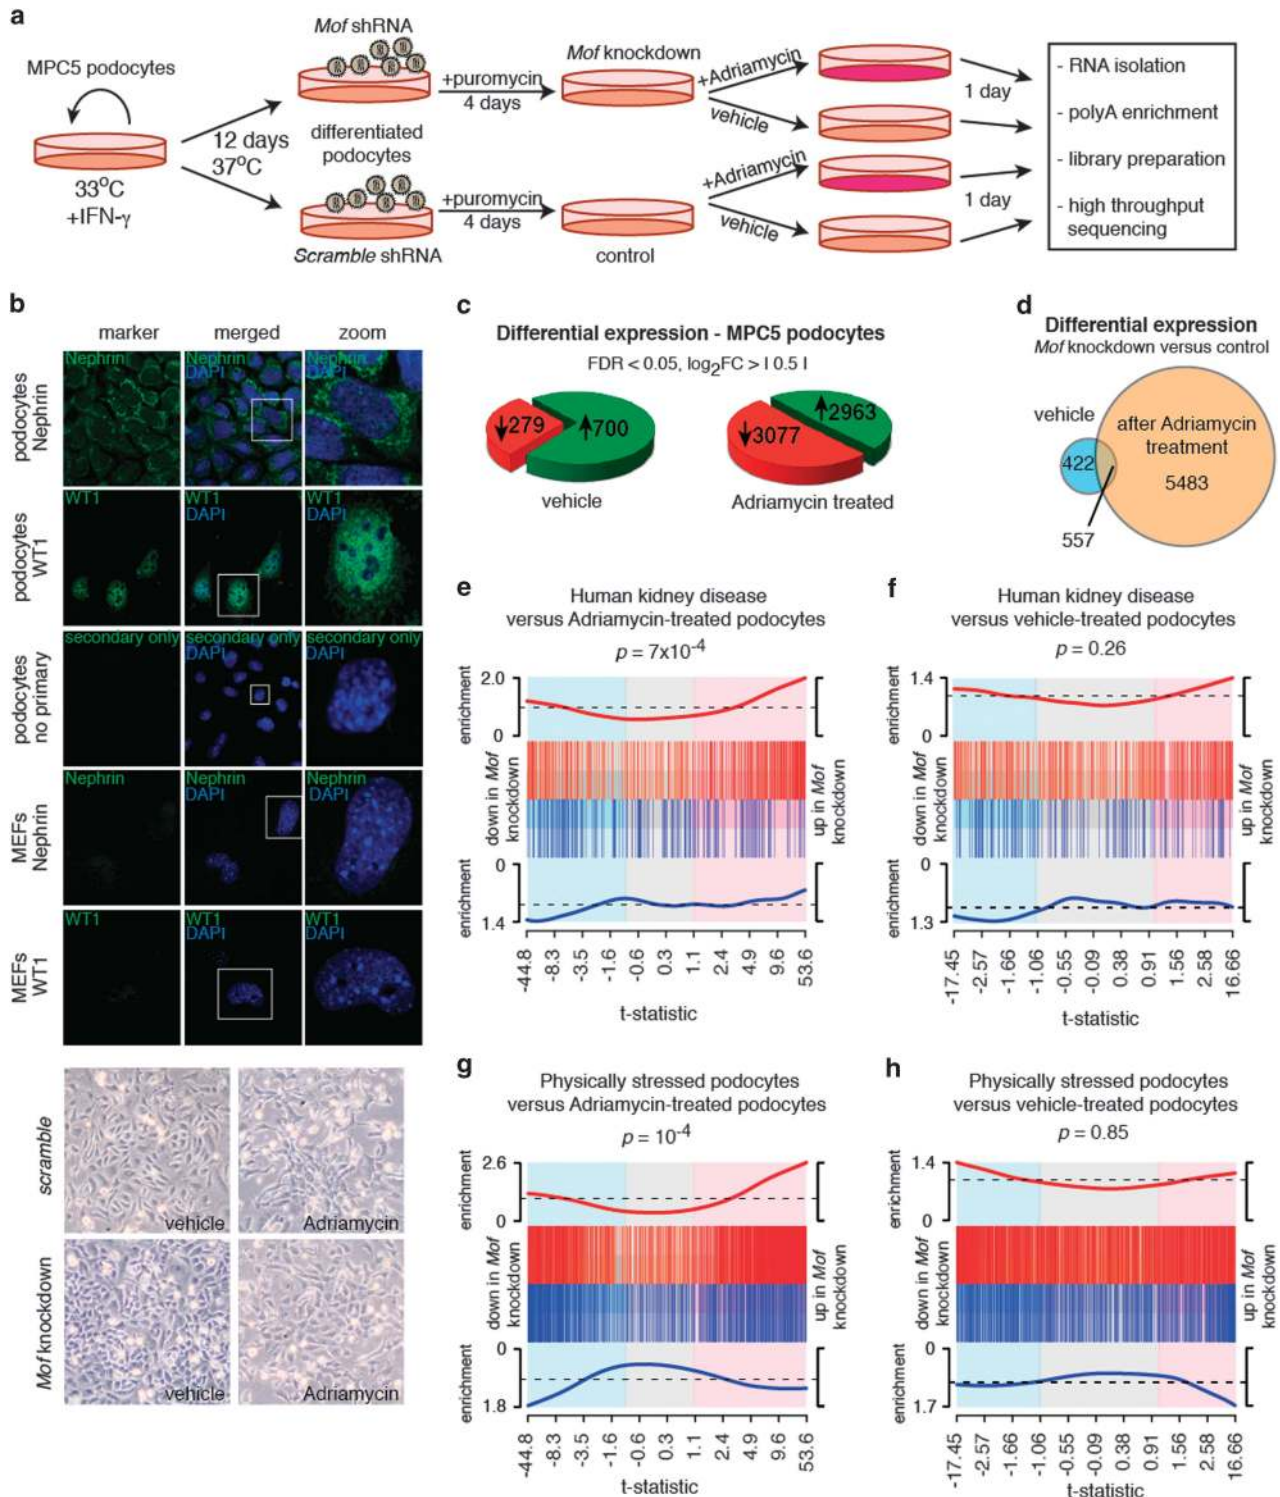 a
Mof shRNA
MPC5 podocytes
+puromycin
4 days
Mof knockdown
+Adriamycin
vehicle
1 day
12 days
37oC
differentiated
podocytes
33oC
+IFN-γ
+puromycin
4 days
Scramble shRNA
control
+Adriamycin
vehicle
1 day
- RNA isolation
- polyA enrichment
- library preparation
- high throughput
sequencing
b
marker
merged
zoom
podocytes
Nephrin
Nephrin
Nephrin
DAPI
Nephrin
DAPI
podocytes
WT1
WT1
WT1
DAPI
WT1
DAPI
podocytes
no primary
secondary only
secondary only
DAPI
secondary only
DAPI
MEFs
Nephrin
Nephrin
Nephrin
DAPI
Nephrin
DAPI
MEFs
WT1
WT1
WT1
DAPI
WT1
DAPI
scramble
vehicle
Adriamycin
Mof knockdown
vehicle
Adriamycin
c
Differential expression - MPC5 podocytes
FDR < 0.05, log2FC > I 0.5 I
↓279
↑700
vehicle
↓3077
↑2963
Adriamycin treated
d
Differential expression
Mof knockdown versus control
vehicle
after Adriamycin
treatment
422
5483
557
e
Human kidney disease
versus Adriamycin-treated podocytes
p = 7x10-4
2.0
0
enrichment
down in Mof
knockdown
up in Mof
knockdown
0
1.4
enrichment
-44.8
-8.3
-3.5
-1.6
-0.6
0.3
1.1
2.4
4.9
9.6
53.6
t-statistic
f
Human kidney disease
versus vehicle-treated podocytes
p = 0.26
1.4
0
enrichment
down in Mof
knockdown
up in Mof
knockdown
0
1.3
enrichment
-17.45
-2.57
-1.66
-1.06
-0.55
-0.09
0.38
0.91
1.56
2.58
16.66
t-statistic
g
Physically stressed podocytes
versus Adriamycin-treated podocytes
p = 10-4
2.6
0
enrichment
down in Mof
knockdown
up in Mof
knockdown
0
1.8
enrichment
-44.8
-8.3
-3.5
-1.6
-0.6
0.3
1.1
2.4
4.9
9.6
53.6
t-statistic
h
Physically stressed podocytes
versus vehicle-treated podocytes
p = 0.85
1.4
0
enrichment
down in Mof
knockdown
up in Mof
knockdown
0
1.7
enrichment
-17.45
-2.57
-1.66
-1.06
-0.55
-0.09
0.38
0.91
1.56
2.58
16.66
t-statistic